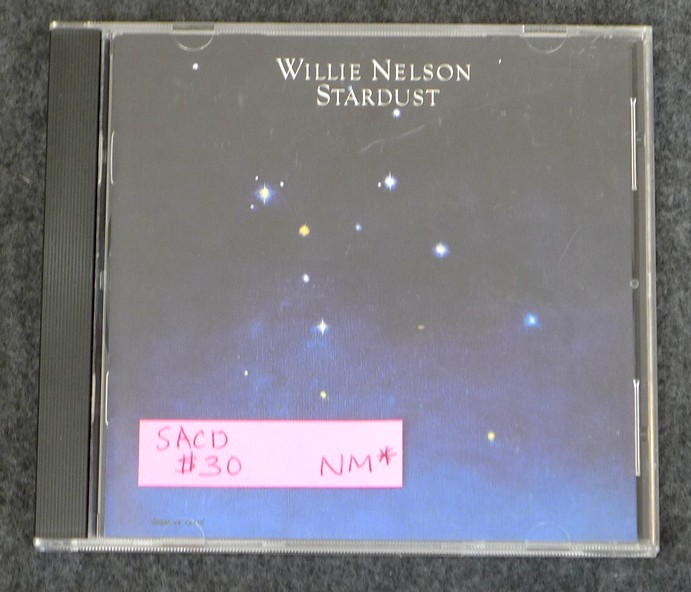 WILLIE NELSON
STARDUST
SACD
#30 NM*